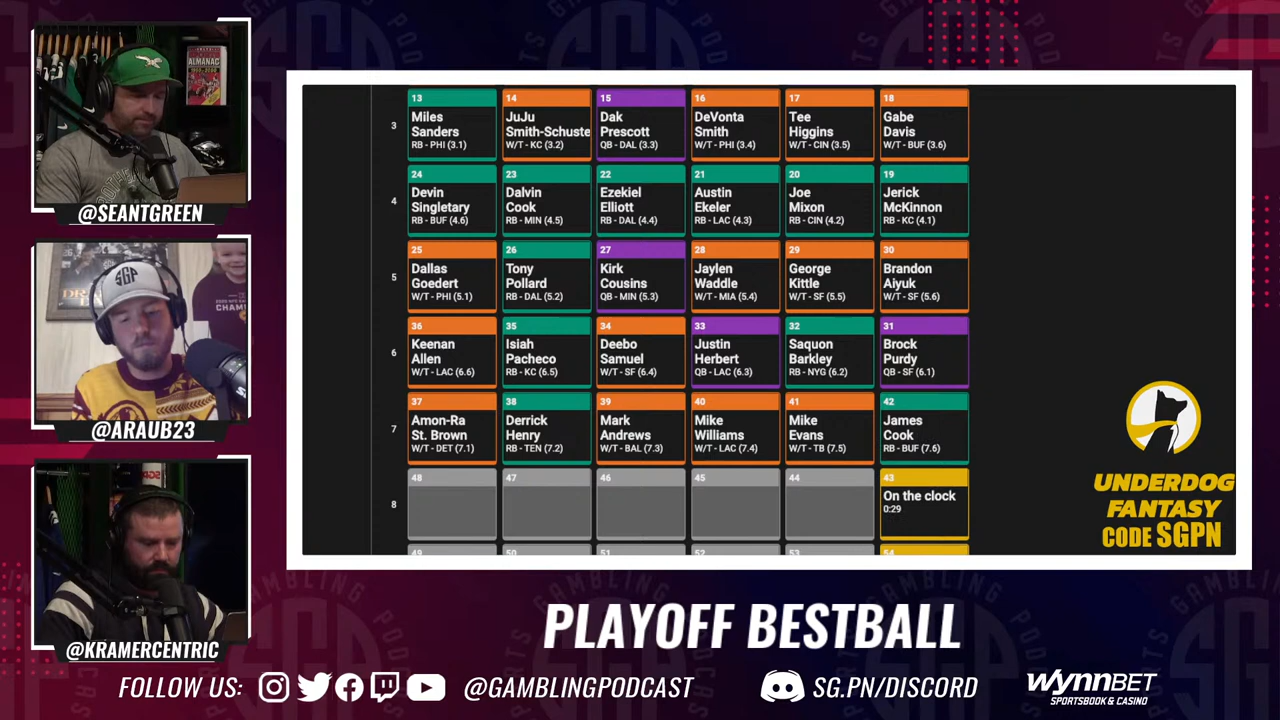 ALMANAC
@SEANTGREEN
SGP
@ARAUB23
@KRAMERCENTRIC
3
13
Miles
Sanders
RB - PHI (3.1)
14
JuJu
Smith-Schuste
W/T - KC (3.2)
15
Dak
Prescott
QB - DAL (3.3)
16
DeVonta
Smith
W/T - PHI (3.4)
17
Tee
Higgins
W/T - CIN (3.5)
18
Gabe
Davis
W/T - BUF (3.6)
4
24
Devin
Singletary
RB - BUF (4.6)
23
Dalvin
Cook
RB - MIN (4.5)
22
Ezekiel
Elliott
RB - DAL (4.4)
21
Austin
Ekeler
RB - LAC (4.3)
20
Joe
Mixon
RB - CIN (4.2)
19
Jerick
McKinnon
RB - KC (4.1)
5
25
Dallas
Goedert
W/T - PHI (5.1)
26
Tony
Pollard
RB - DAL (5.2)
27
Kirk
Cousins
QB - MIN (5.3)
28
Jaylen
Waddle
W/T - MIA (5.4)
29
George
Kittle
W/T - SF (5.5)
30
Brandon
Aiyuk
W/T - SF (5.6)
6
36
Keenan
Allen
W/T - LAC (6.6)
35
Isiah
Pacheco
RB - KC (6.5)
34
Deebo
Samuel
W/T - SF (6.4)
33
Justin
Herbert
QB - LAC (6.3)
32
Saquon
Barkley
RB - NYG (6.2)
31
Brock
Purdy
QB - SF (6.1)
7
37
Amon-Ra
St. Brown
W/T - DET (7.1)
38
Derrick
Henry
RB - TEN (7.2)
39
Mark
Andrews
W/T - BAL (7.3)
40
Mike
Williams
W/T - LAC (7.4)
41
Mike
Evans
W/T - TB (7.5)
42
James
Cook
RB - BUF (7.6)
8
48
47
46
45
44
43
On the clock
0:29
49
50
51
52
53
54
UNDERDOG
FANTASY
CODE SGPN
PLAYOFF BESTBALL
FOLLOW US:
@GAMBLINGPODCAST
SG.PN/DISCORD
WYNNBET
SPORTSBOOK & CASINO